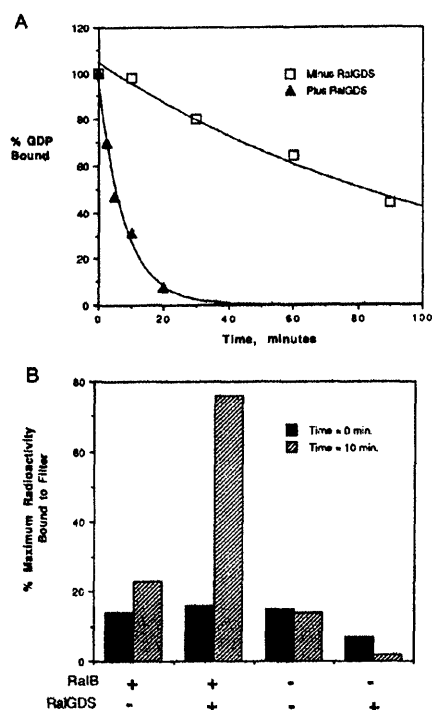 A
120
100
80
60
40
20
0
% GDP
Bound
Minus RalGDS
Plus RalGDS
0 20 40 60 80 100
Time, minutes
B
80
60
40
20
0
% Maximum Radioactivity
Bound to Filter
Time = 0 min.
Time = 10 min.
RalB + + - -
RalGDS - + - +